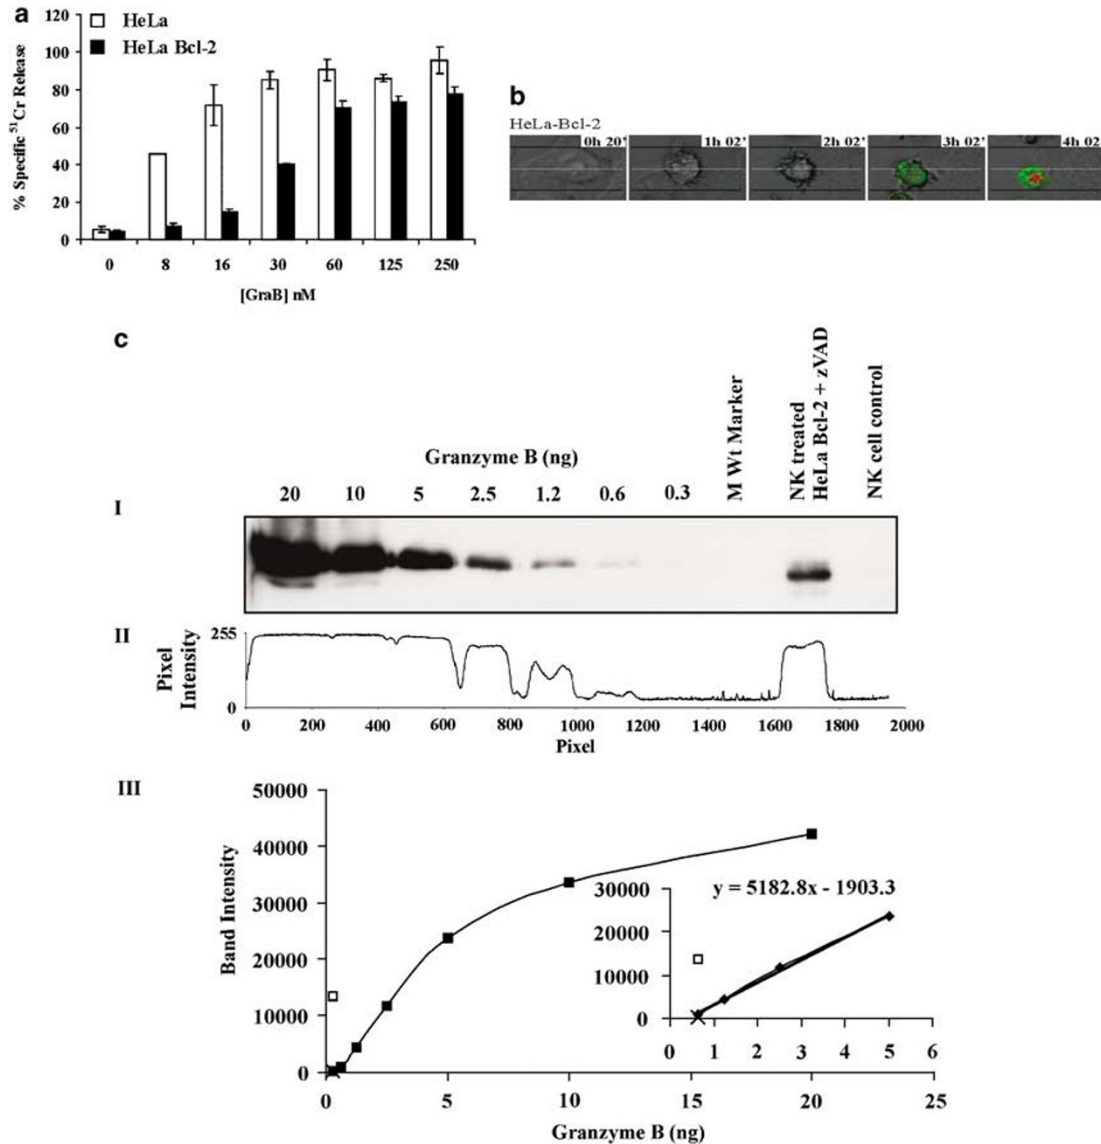 a
HeLa
HeLa Bcl-2
% Specific ⁵¹Cr Release
120
100
80
60
40
20
0
0 8 16 30 60 125 250
[GraB] nM
b
HeLa-Bcl-2
0h 20' 1h 02' 2h 02' 3h 02' 4h 02'
c
Granzyme B (ng)
20 10 5 2.5 1.2 0.6 0.3
M Wt Marker
NK treated
HeLa Bcl-2 + zVAD
NK cell control
I
II
Pixel
Intensity
255
0
0 200 400 600 800 1000 1200 1400 1600 1800 2000
Pixel
III
Band Intensity
50000
40000
30000
20000
10000
0
0 5 10 15 20 25
Granzyme B (ng)
y = 5182.8x - 1903.3
30000
20000
10000
0
0 1 2 3 4 5 6